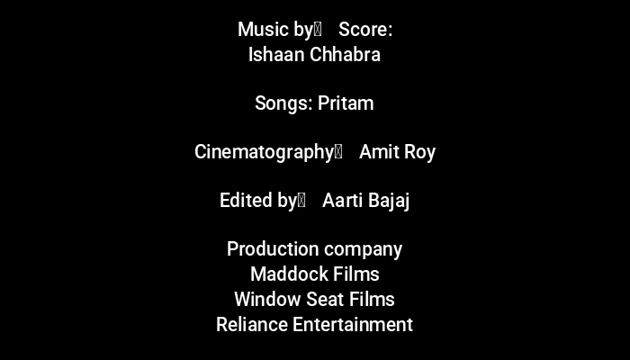 Music by Score:
Ishaan Chhabra
Songs: Pritam
Cinematography Amit Roy
Edited by Aarti Bajaj
Production company
Maddock Films
Window Seat Films
Reliance Entertainment